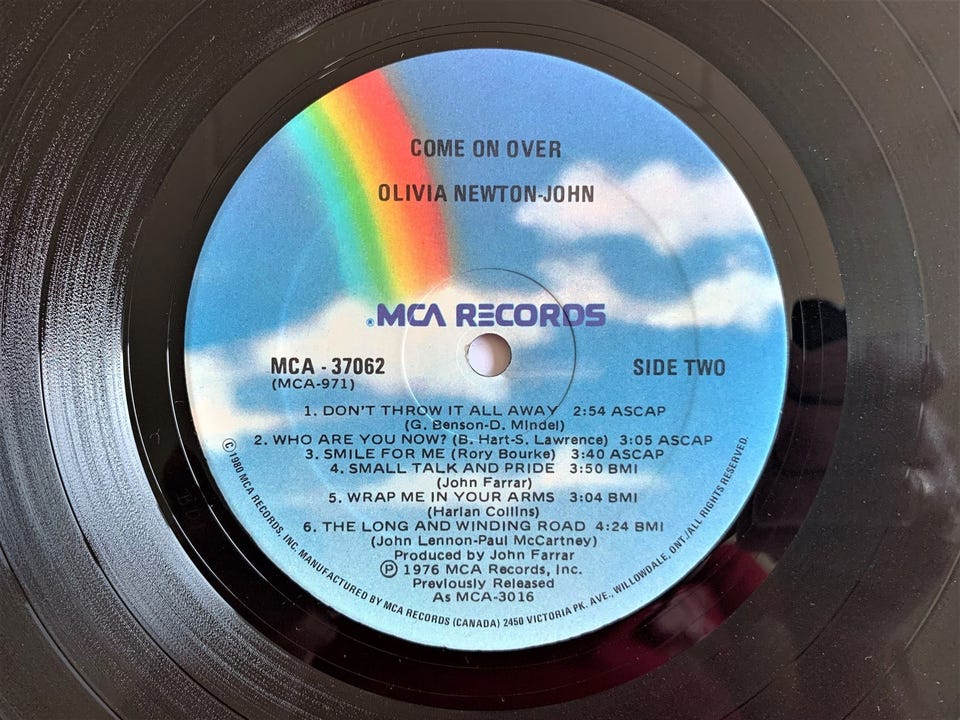 COME ON OVER
OLIVIA NEWTON-JOHN
®MCA RECORDS
MCA - 37062 SIDE TWO
(MCA-971)
1. DON'T THROW IT ALL AWAY 2:54 ASCAP
(G. Benson-D. Mindel)
2. WHO ARE YOU NOW? (B. Hart-S. Lawrence) 3:05 ASCAP
3. SMILE FOR ME (Rory Bourke) 3:40 ASCAP
4. SMALL TALK AND PRIDE 3:50 BMI
(John Farrar)
5. WRAP ME IN YOUR ARMS 3:04 BMI
(Harlan Collins)
6. THE LONG AND WINDING ROAD 4:24 BMI
(John Lennon-Paul McCartney)
Produced by John Farrar
℗ 1976 MCA Records, Inc.
Previously Released
As MCA-3016
© 1980 MCA RECORDS, INC. MANUFACTURED BY MCA RECORDS (CANADA) 2450 VICTORIA PK. AVE., WILLOWDALE, ONT./ALL RIGHTS RESERVED.